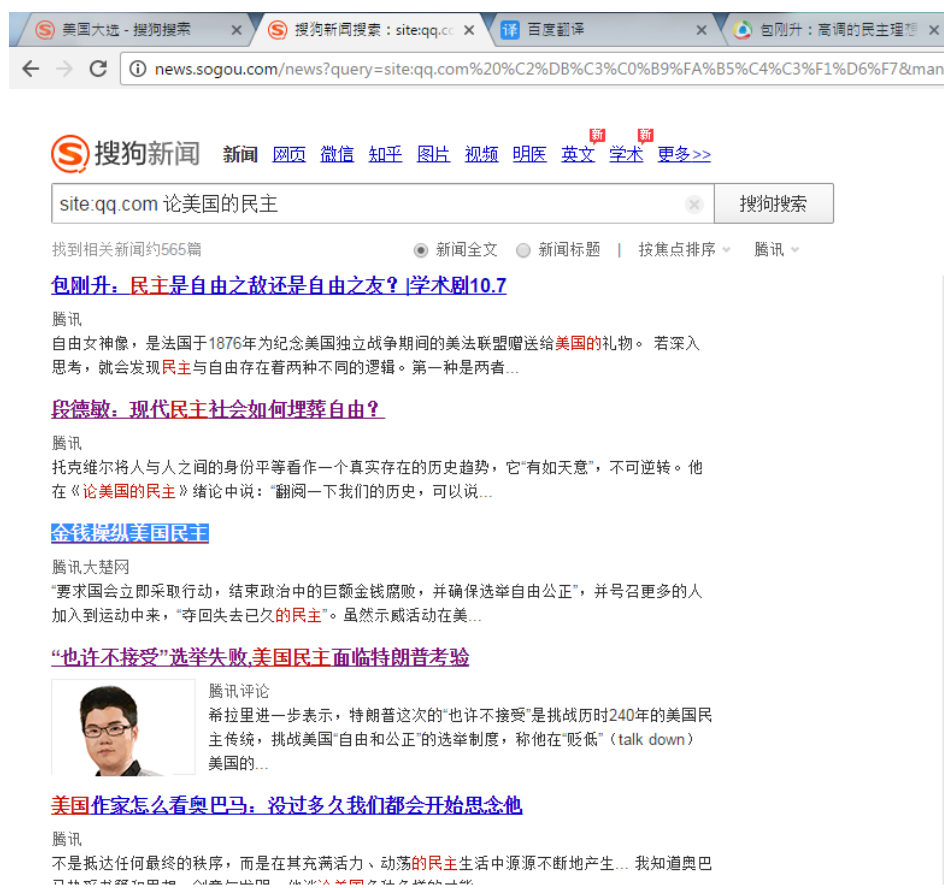 美国大选 - 搜狗搜索
搜狗新闻搜索：site:qq.cc
译 百度翻译
包刚升：高调的民主理想
news.sogou.com/news?query=site:qq.com%20%C2%DB%C3%C0%B9%FA%B5%C4%C3%F1%D6%F7&man
搜狗新闻 新闻 网页 微信 知乎 图片 视频 明医 英文 新 学术 新 更多>>
site:qq.com 论美国的民主 搜狗搜索
找到相关新闻约565篇 新闻全文 新闻标题 | 按焦点排序 腾讯
包刚升：民主是自由之敌还是自由之友？|学术剧10.7
腾讯
自由女神像，是法国于1876年为纪念美国独立战争期间的美法联盟赠送给美国的礼物。 若深入
思考，就会发现民主与自由存在着两种不同的逻辑。第一种是两者...
段德敏：现代民主社会如何埋葬自由？
腾讯
托克维尔将人与人之间的身份平等看作一个真实存在的历史趋势，它“有如天意”，不可逆转。他
在《论美国的民主》绪论中说：“翻阅一下我们的历史，可以说...
金钱操纵美国民主
腾讯大楚网
“要求国会立即采取行动，结束政治中的巨额金钱腐败，并确保选举自由公正”，并号召更多的人
加入到运动中来，“夺回失去已久的民主”。虽然示威活动在美...
“也许不接受”选举失败,美国民主面临特朗普考验
腾讯评论
希拉里进一步表示，特朗普这次的“也许不接受”是挑战历时240年的美国民
主传统，挑战美国“自由和公正”的选举制度，称他在“贬低”（talk down）
美国的...
美国作家怎么看奥巴马：没过多久我们都会开始思念他
腾讯
不是抵达任何最终的秩序，而是在其充满活力、动荡的民主生活中源源不断地产生... 我知道奥巴